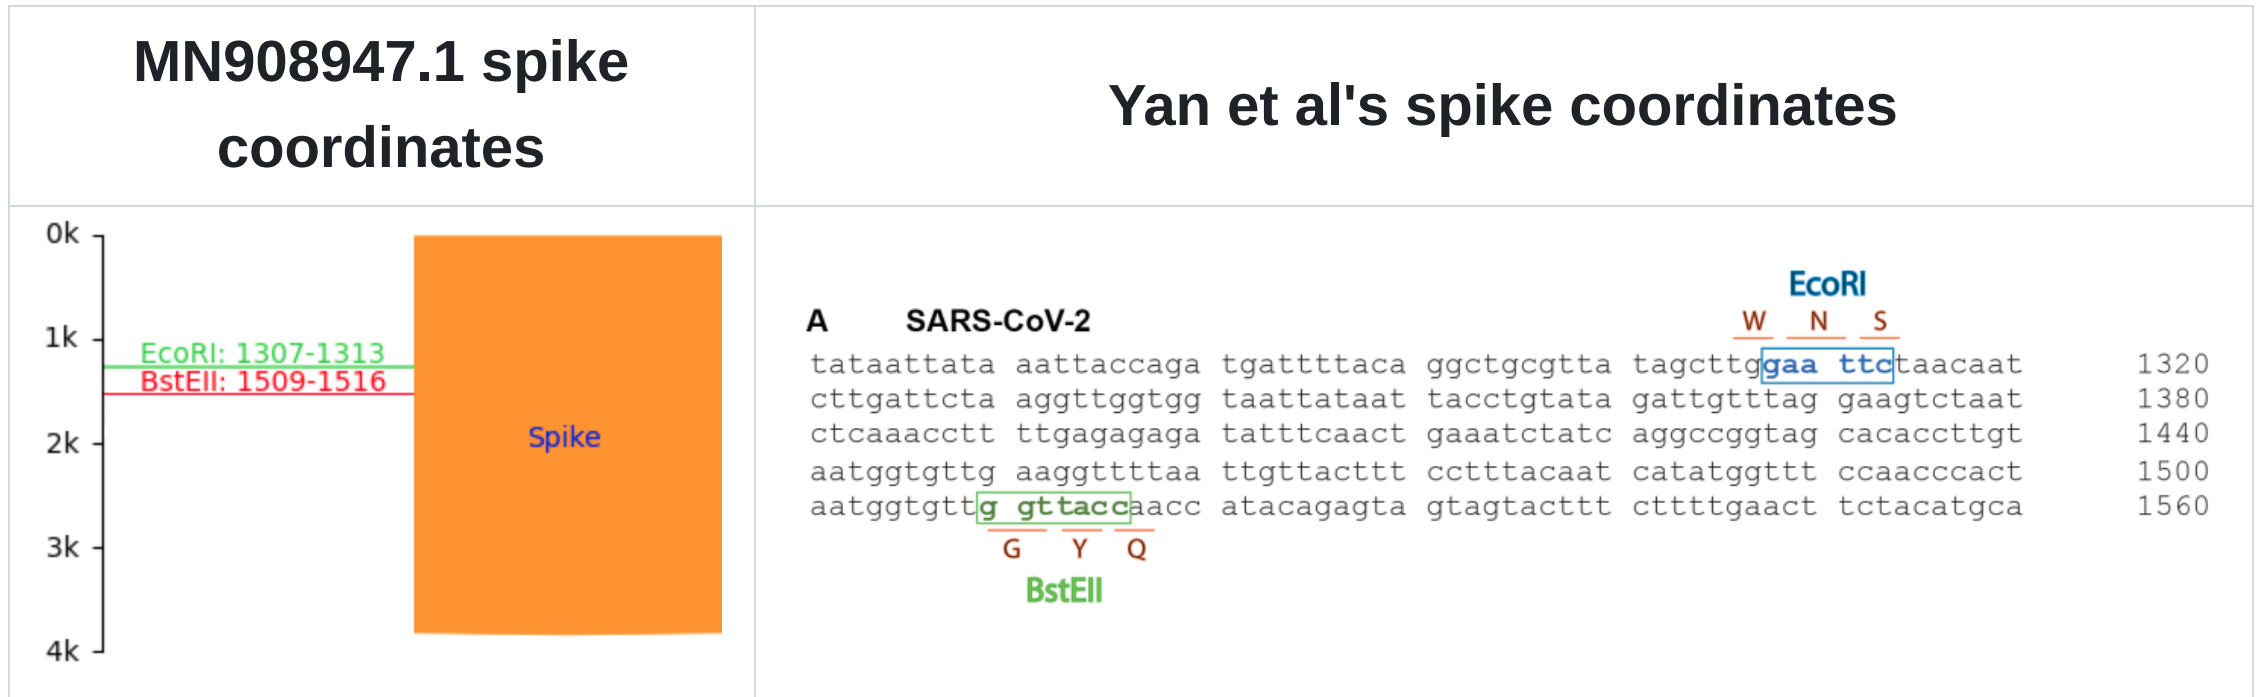 MN908947.1 spike
coordinates
Yan et al's spike coordinates
0k
1k
EcoRI: 1307-1313
BstEII: 1509-1516
2k
Spike
3k
4k
EcoRI
A SARS-CoV-2
W N S
tataattata aattaccaga tgattttaca ggctgcgtta tagcttggaa ttctaacaat 1320
cttgattcta aggttggtgg taattataat tacctgtata gattgtttag gaagtctaat 1380
ctcaaacctt ttgagagaga tatttcaact gaaatctatc aggccggtag cacaccttgt 1440
aatggtgttg aaggttttaa ttgttacttt cctttacaat catatggttt ccaacccact 1500
aatggtgttg gttaccaacc atacagagta gtagtacttt cttttgaact tctacatgca 1560
G Y Q
BstEII